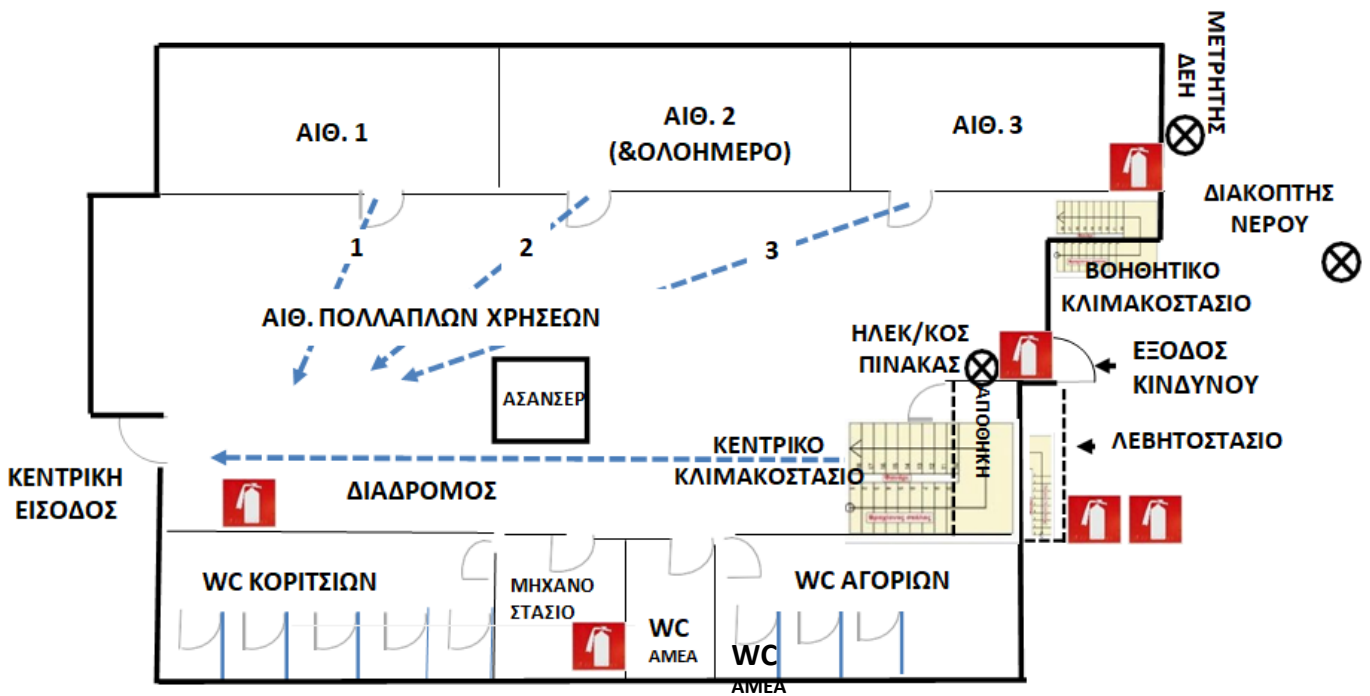 ΜΕΤΡΗΤΗΣ
ΔΕΗ
ΑΙΘ. 1
ΑΙΘ. 2
(&ΟΛΟΗΜΕΡΟ)
ΑΙΘ. 3
ΔΙΑΚΟΠΤΗΣ
ΝΕΡΟΥ
1
2
3
ΒΟΗΘΗΤΙΚΟ
ΚΛΙΜΑΚΟΣΤΑΣΙΟ
ΑΙΘ. ΠΟΛΛΑΠΛΩΝ ΧΡΗΣΕΩΝ
ΗΛΕΚ/ΚΟΣ
ΠΙΝΑΚΑΣ
ΕΞΟΔΟΣ
ΚΙΝΔΥΝΟΥ
ΑΣΑΝΣΕΡ
ΑΠΟΘΗΚΗ
ΛΕΒΗΤΟΣΤΑΣΙΟ
ΚΕΝΤΡΙΚΟ
ΚΛΙΜΑΚΟΣΤΑΣΙΟ
ΚΕΝΤΡΙΚΗ
ΕΙΣΟΔΟΣ
ΔΙΑΔΡΟΜΟΣ
WC ΚΟΡΙΤΣΙΩΝ
ΜΗΧΑΝΟ
ΣΤΑΣΙΟ
WC
ΑΜΕΑ
WC ΑΓΟΡΙΩΝ
WC
ΑΜΕΑ